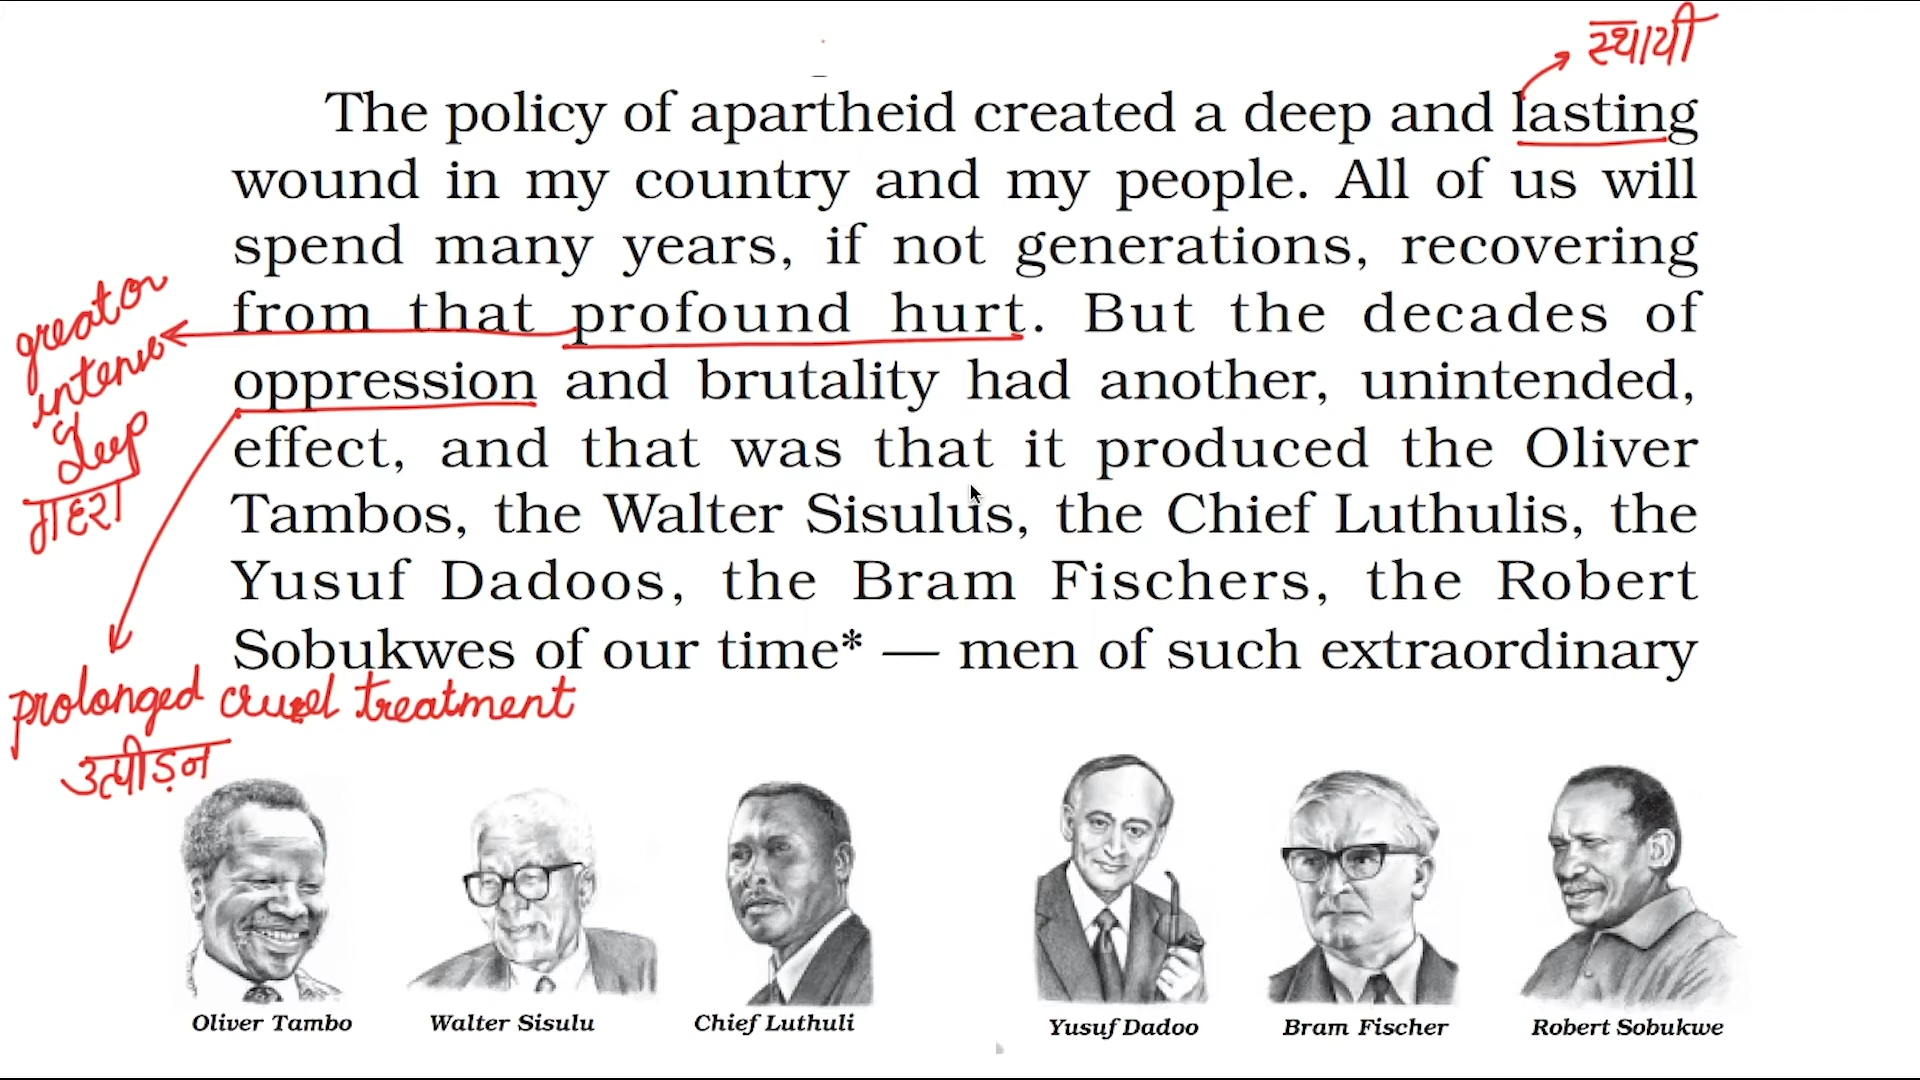 स्थायी
The policy of apartheid created a deep and lasting
wound in my country and my people. All of us will
spend many years, if not generations, recovering
from that profound hurt. But the decades of
oppression and brutality had another, unintended,
effect, and that was that it produced the Oliver
Tambos, the Walter Sisulus, the Chief Luthulis, the
Yusuf Dadoos, the Bram Fischers, the Robert
Sobukwes of our time* — men of such extraordinary
great or
intense
deep
गहरा
prolonged cruel treatment
उत्पीड़न
Oliver Tambo
Walter Sisulu
Chief Luthuli
Yusuf Dadoo
Bram Fischer
Robert Sobukwe